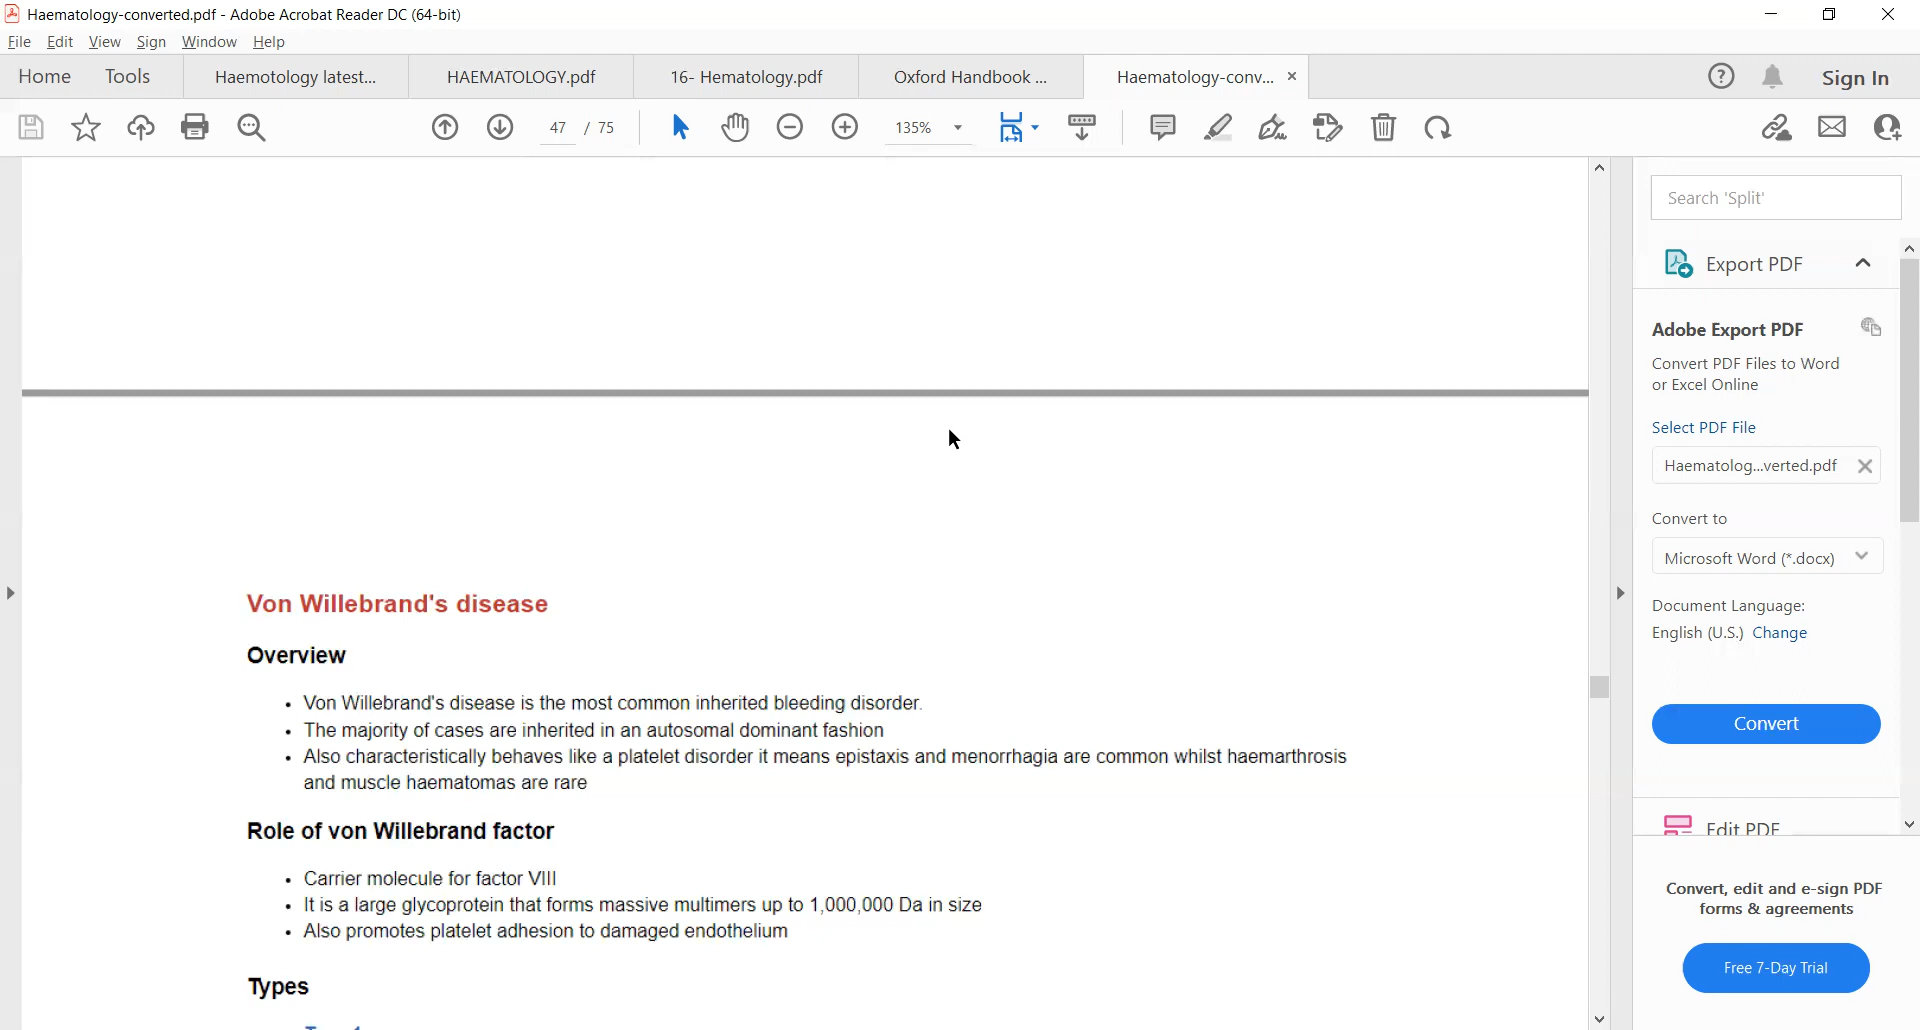 Haematology-converted.pdf - Adobe Acrobat Reader DC (64-bit)
File Edit View Sign Window Help
Home Tools Haemotology latest... HAEMATOLOGY.pdf 16- Hematology.pdf Oxford Handbook ... Haematology-conv... Sign In
47 / 75 135%
Search 'Split'
Export PDF
Adobe Export PDF
Convert PDF Files to Word
or Excel Online
Select PDF File
Haematolog...verted.pdf
Convert to
Microsoft Word (*.docx)
Document Language:
English (U.S.) Change
Convert
Edit PDF
Convert, edit and e-sign PDF
forms & agreements
Free 7-Day Trial
Von Willebrand's disease
Overview
• Von Willebrand's disease is the most common inherited bleeding disorder.
• The majority of cases are inherited in an autosomal dominant fashion
• Also characteristically behaves like a platelet disorder it means epistaxis and menorrhagia are common whilst haemarthrosis
and muscle haematomas are rare
Role of von Willebrand factor
• Carrier molecule for factor VIII
• It is a large glycoprotein that forms massive multimers up to 1,000,000 Da in size
• Also promotes platelet adhesion to damaged endothelium
Types